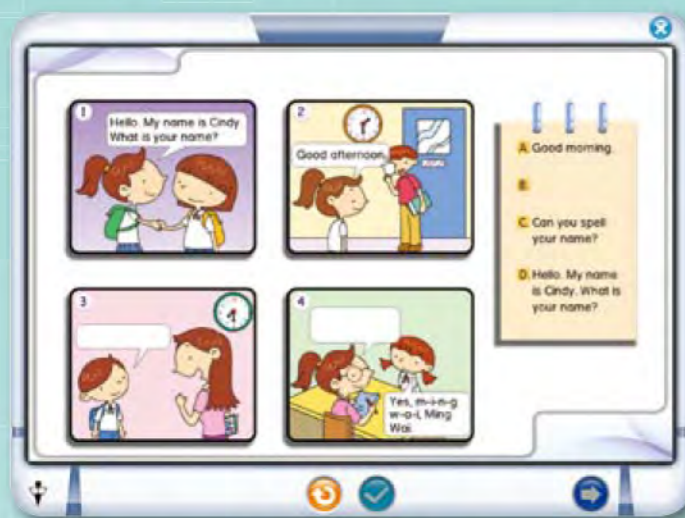 1
Hello. My name is Cindy
What is your name?
2
Good afternoon.
3
4
Yes, m-i-n-g
w-a-i, Ming
Wai.
A. Good morning.
B.
C. Can you spell
your name?
D. Hello. My name
is Cindy. What is
your name?